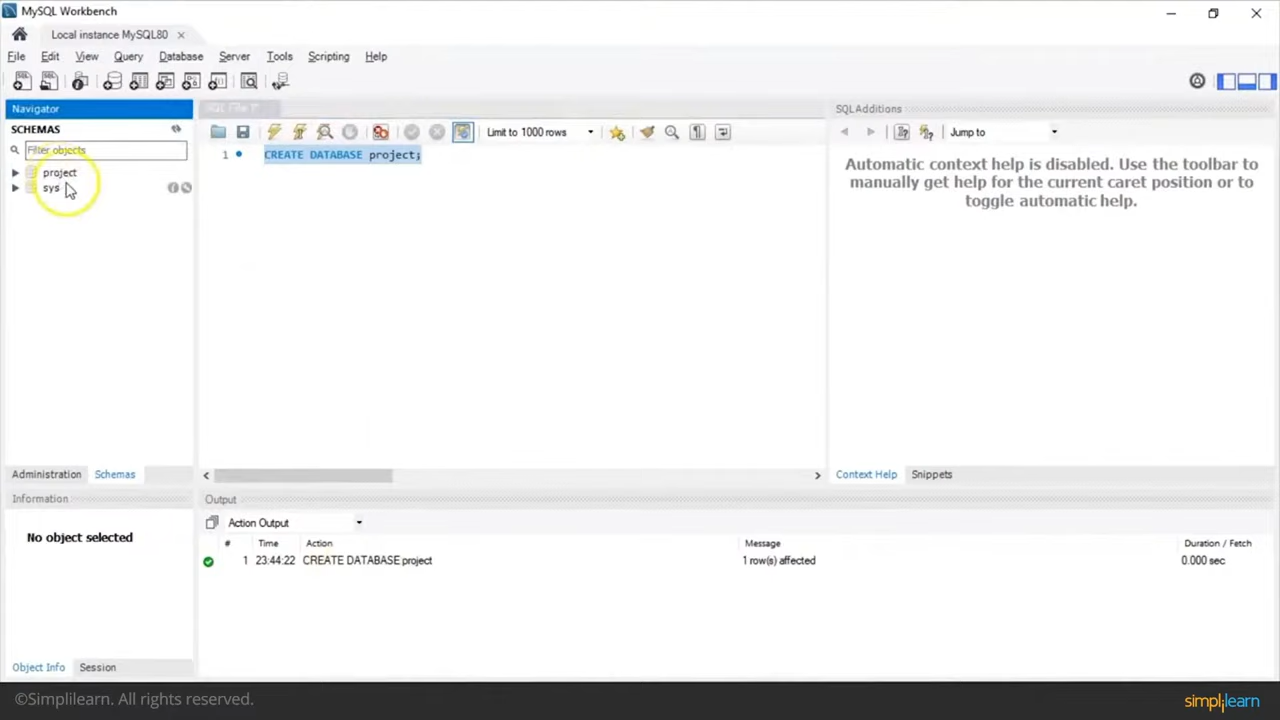 MySQL Workbench
Local instance MySQL80
File Edit View Query Database Server Tools Scripting Help
Navigator
SCHEMAS
Filter objects
project
sys
Limit to 1000 rows
1 CREATE DATABASE project;
SQLAdditions
Jump to
Automatic context help is disabled. Use the toolbar to
manually get help for the current caret position or to
toggle automatic help.
Administration Schemas
Context Help Snippets
Information
No object selected
Output
Action Output
# Time Action Message Duration / Fetch
1 23:44:22 CREATE DATABASE project 1 row(s) affected 0.000 sec
Object Info Session
©Simplilearn. All rights reserved.
simplilearn